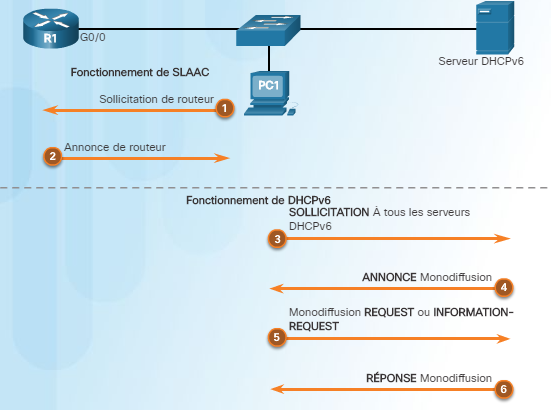 R1
G0/0
Serveur DHCPv6
Fonctionnement de SLAAC
PC1
Sollicitation de routeur
1
Annonce de routeur
2
Fonctionnement de DHCPv6
SOLLICITATION À tous les serveurs
DHCPv6
3
ANNONCE Monodiffusion
4
Monodiffusion REQUEST ou INFORMATION-
REQUEST
5
RÉPONSE Monodiffusion
6